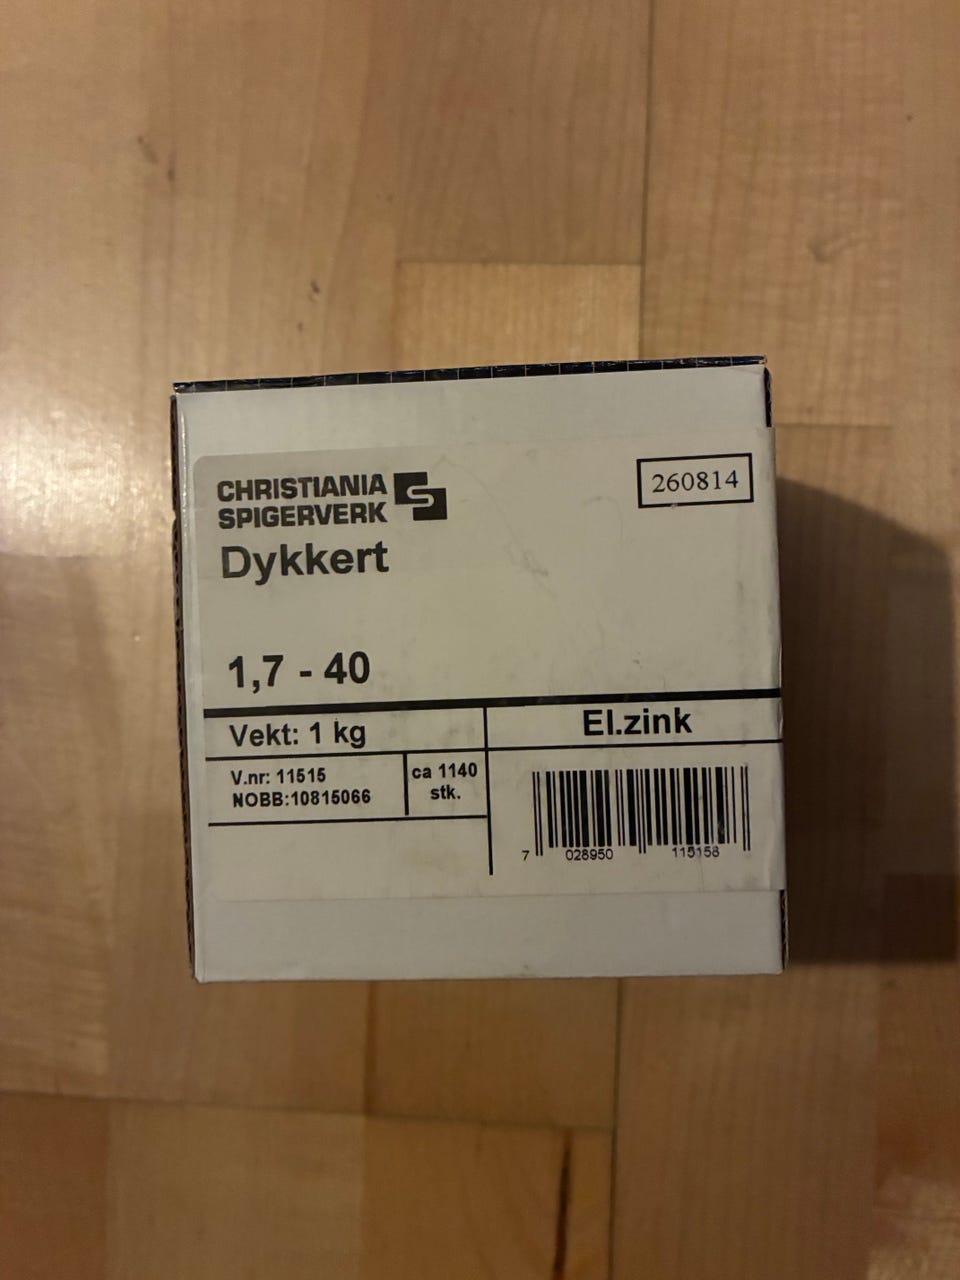 CHRISTIANIA
SPIGERVERK
260814
Dykkert
1,7 - 40
Vekt: 1 kg
El.zink
V.nr: 11515
NOBB:10815066
ca 1140
stk.
7 028950 115158